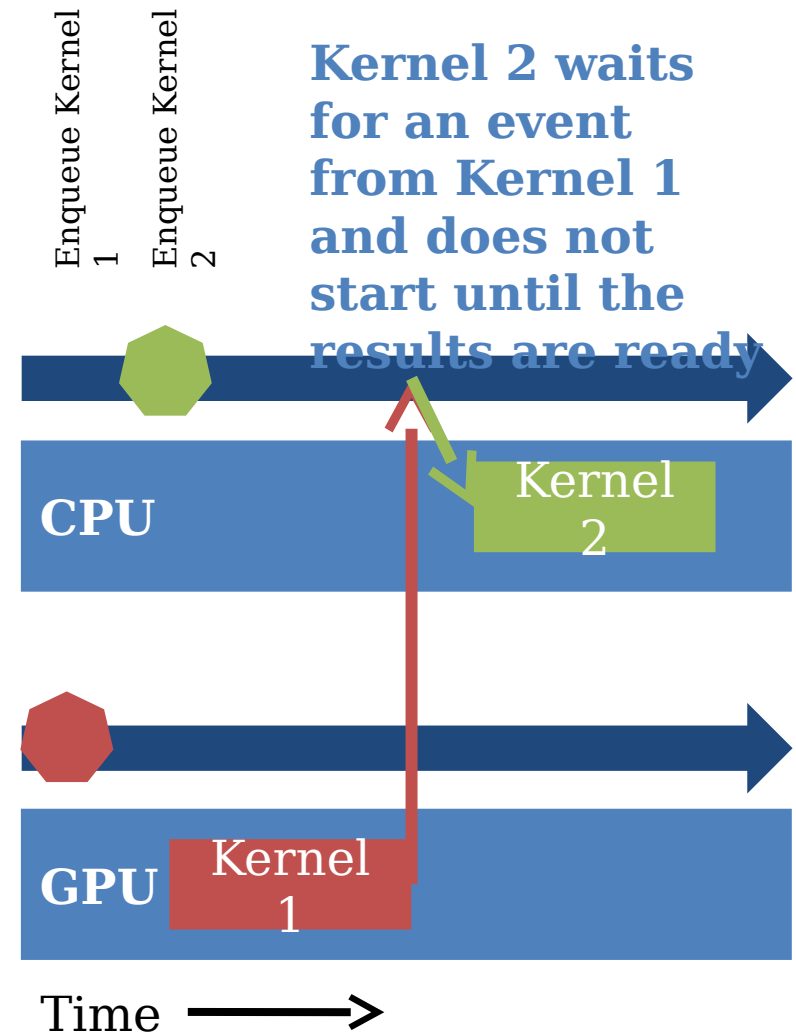 Enqueue Kernel
1
Enqueue Kernel
2
Kernel 2 waits
for an event
from Kernel 1
and does not
start until the
results are ready
CPU
Kernel
2
GPU
Kernel
1
Time